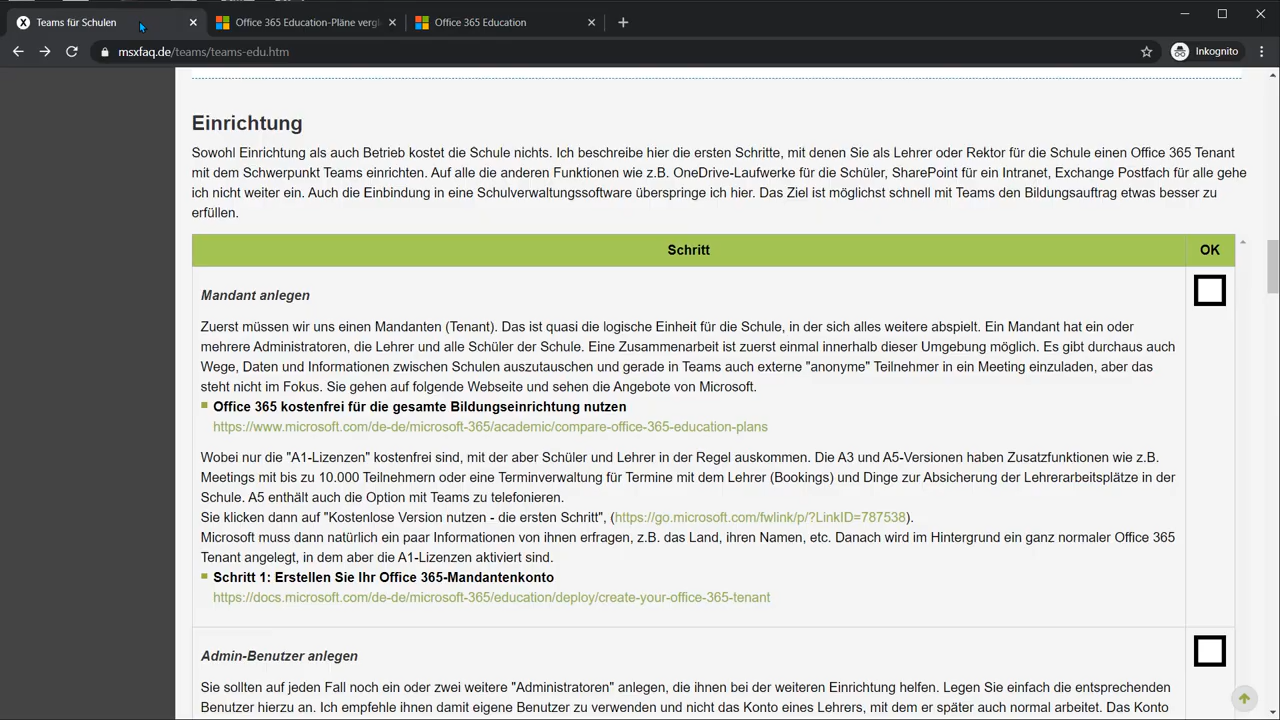 Teams für Schulen
Office 365 Education-Pläne vergl
Office 365 Education
msxfaq.de/teams/teams-edu.htm
Inkognito
Einrichtung
Sowohl Einrichtung als auch Betrieb kostet die Schule nichts. Ich beschreibe hier die ersten Schritte, mit denen Sie als Lehrer oder Rektor für die Schule einen Office 365 Tenant
mit dem Schwerpunkt Teams einrichten. Auf alle die anderen Funktionen wie z.B. OneDrive-Laufwerke für die Schüler, SharePoint für ein Intranet, Exchange Postfach für alle gehe
ich nicht weiter ein. Auch die Einbindung in eine Schulverwaltungssoftware überspringe ich hier. Das Ziel ist möglichst schnell mit Teams den Bildungsauftrag etwas besser zu
erfüllen.
Schritt OK
Mandant anlegen
Zuerst müssen wir uns einen Mandanten (Tenant). Das ist quasi die logische Einheit für die Schule, in der sich alles weitere abspielt. Ein Mandant hat ein oder
mehrere Administratoren, die Lehrer und alle Schüler der Schule. Eine Zusammenarbeit ist zuerst einmal innerhalb dieser Umgebung möglich. Es gibt durchaus auch
Wege, Daten und Informationen zwischen Schulen auszutauschen und gerade in Teams auch externe "anonyme" Teilnehmer in ein Meeting einzuladen, aber das
steht nicht im Fokus. Sie gehen auf folgende Webseite und sehen die Angebote von Microsoft.
Office 365 kostenfrei für die gesamte Bildungseinrichtung nutzen
https://www.microsoft.com/de-de/microsoft-365/academic/compare-office-365-education-plans
Wobei nur die "A1-Lizenzen" kostenfrei sind, mit der aber Schüler und Lehrer in der Regel auskommen. Die A3 und A5-Versionen haben Zusatzfunktionen wie z.B.
Meetings mit bis zu 10.000 Teilnehmern oder eine Terminverwaltung für Termine mit dem Lehrer (Bookings) und Dinge zur Absicherung der Lehrerarbeitsplätze in der
Schule. A5 enthält auch die Option mit Teams zu telefonieren.
Sie klicken dann auf "Kostenlose Version nutzen - die ersten Schritt", (https://go.microsoft.com/fwlink/p/?LinkID=787538).
Microsoft muss dann natürlich ein paar Informationen von ihnen erfragen, z.B. das Land, ihren Namen, etc. Danach wird im Hintergrund ein ganz normaler Office 365
Tenant angelegt, in dem aber die A1-Lizenzen aktiviert sind.
Schritt 1: Erstellen Sie Ihr Office 365-Mandantenkonto
https://docs.microsoft.com/de-de/microsoft-365/education/deploy/create-your-office-365-tenant
Admin-Benutzer anlegen
Sie sollten auf jeden Fall noch ein oder zwei weitere "Administratoren" anlegen, die ihnen bei der weiteren Einrichtung helfen. Legen Sie einfach die entsprechenden
Benutzer hierzu an. Ich empfehle ihnen damit eigene Benutzer zu verwenden und nicht das Konto eines Lehrers, mit dem er später auch normal arbeitet. Das Konto